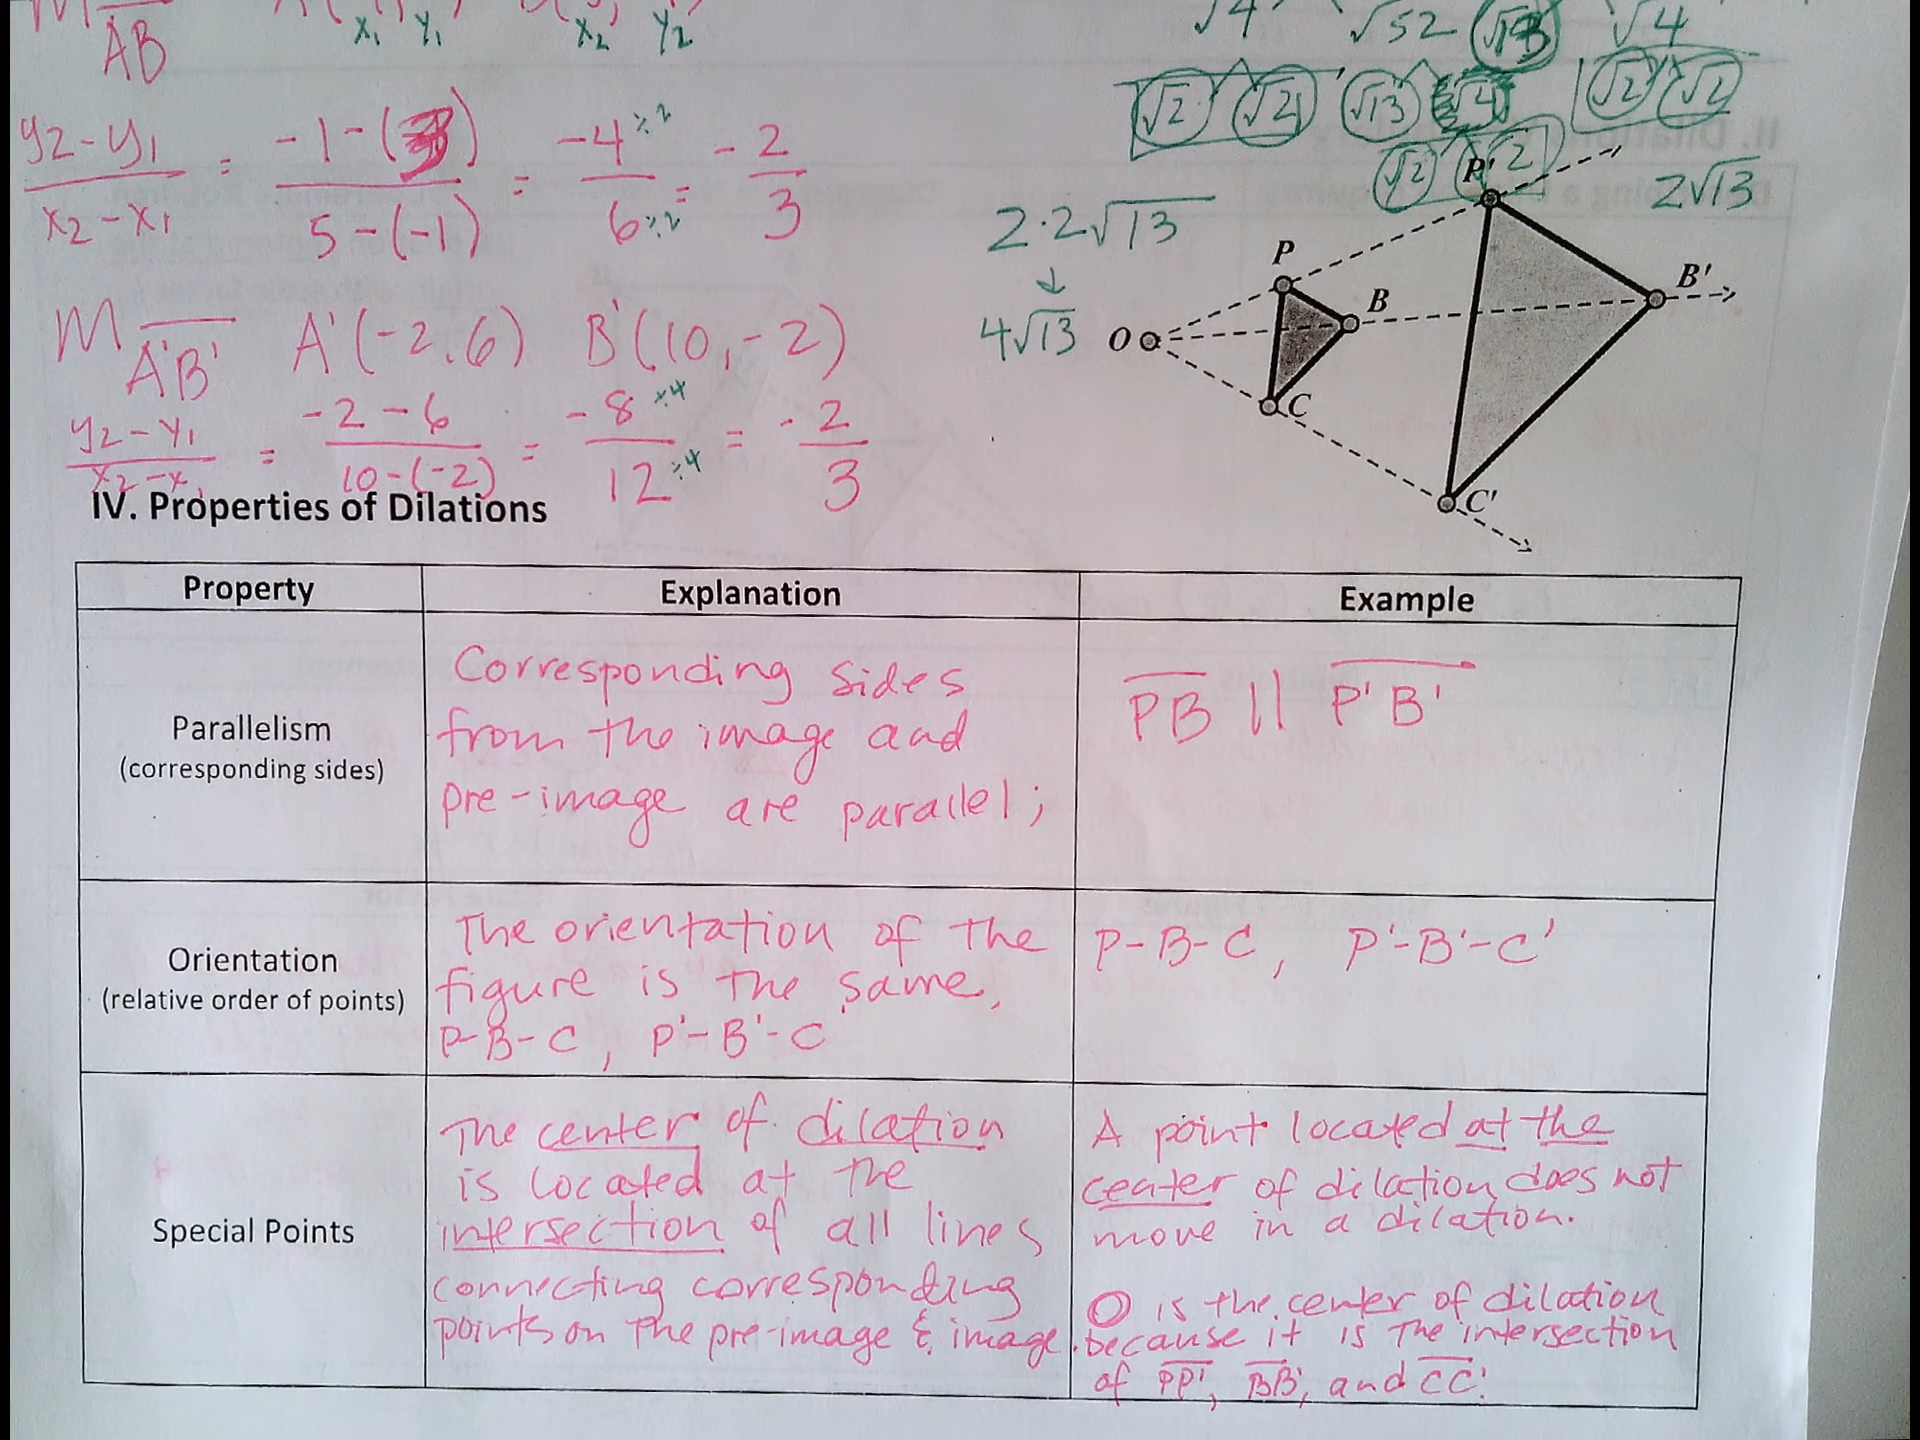 AB
x₁ y₁ x₂ y₂
√4 √52 √13 √4
√2 √2 √13 √4 √2 √2
y2-y1 / x2-x1 = -1-(3) / 5-(-1) = -4÷2 / 6÷2 = -2/3
√2 √2
2·2√13 2√13
↓
4√13
M A'B' A'(-2,6) B'(10,-2)
y2-y1 / x2-x1 = -2-6 / 10-(-2) = -8÷4 / 12÷4 = -2/3
P'
P
B'
B
O
C
C'
IV. Properties of Dilations
Property Explanation Example
Parallelism
(corresponding sides)
Corresponding sides
from the image and
pre-image are parallel;
PB || P'B'
Orientation
(relative order of points)
The orientation of the
figure is the same,
P-B-C, P'-B'-C'
P-B-C, P'-B'-C'
Special Points
The center of dilation
is located at the
intersection of all lines
connecting corresponding
points on the pre-image & image.
A point located at the
center of dilation does not
move in a dilation.
O is the center of dilation
because it is the intersection
of PP', BB', and CC'.